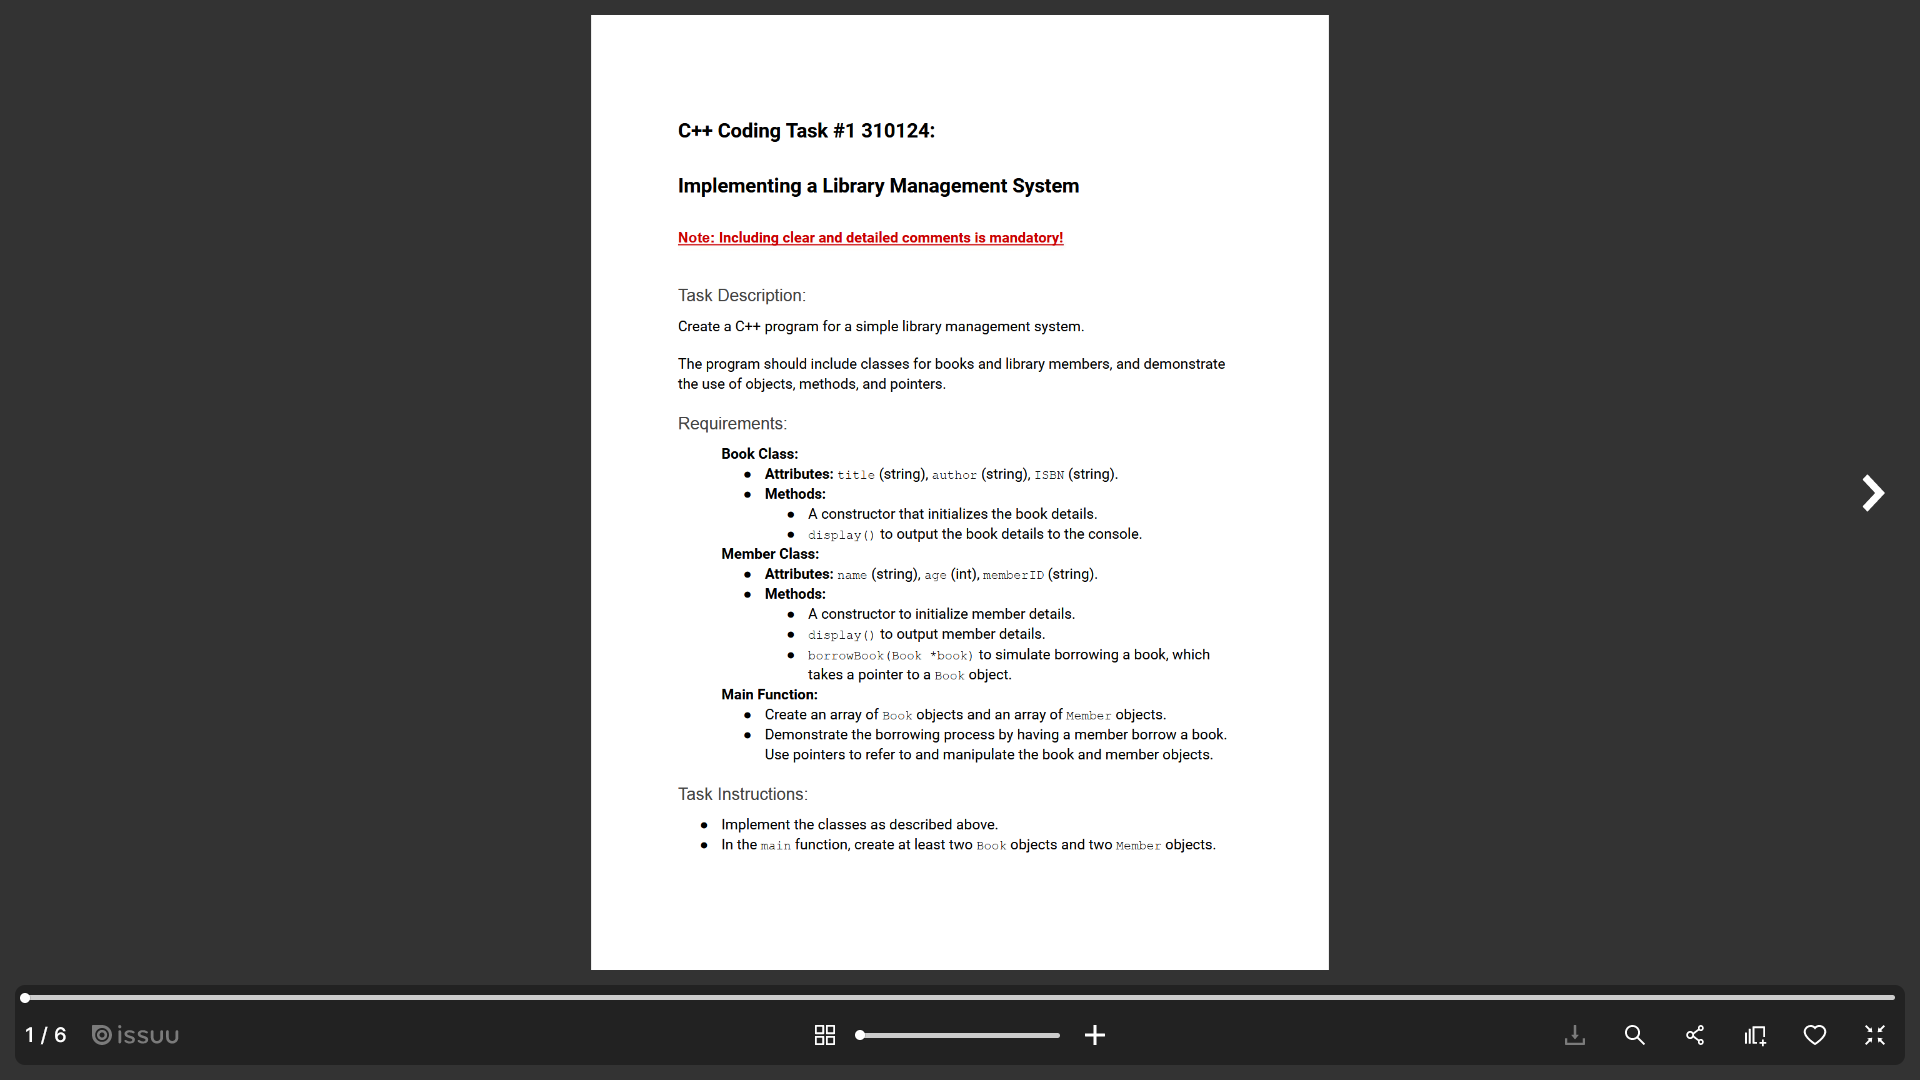 C++ Coding Task #1 310124:
Implementing a Library Management System
Note: Including clear and detailed comments is mandatory!
Task Description:
Create a C++ program for a simple library management system.
The program should include classes for books and library members, and demonstrate
the use of objects, methods, and pointers.
Requirements:
Book Class:
● Attributes: title (string), author (string), ISBN (string).
● Methods:
● A constructor that initializes the book details.
● display() to output the book details to the console.
Member Class:
● Attributes: name (string), age (int), memberID (string).
● Methods:
● A constructor to initialize member details.
● display() to output member details.
● borrowBook(Book *book) to simulate borrowing a book, which
takes a pointer to a Book object.
Main Function:
● Create an array of Book objects and an array of Member objects.
● Demonstrate the borrowing process by having a member borrow a book.
Use pointers to refer to and manipulate the book and member objects.
Task Instructions:
● Implement the classes as described above.
● In the main function, create at least two Book objects and two Member objects.
1 / 6 issuu